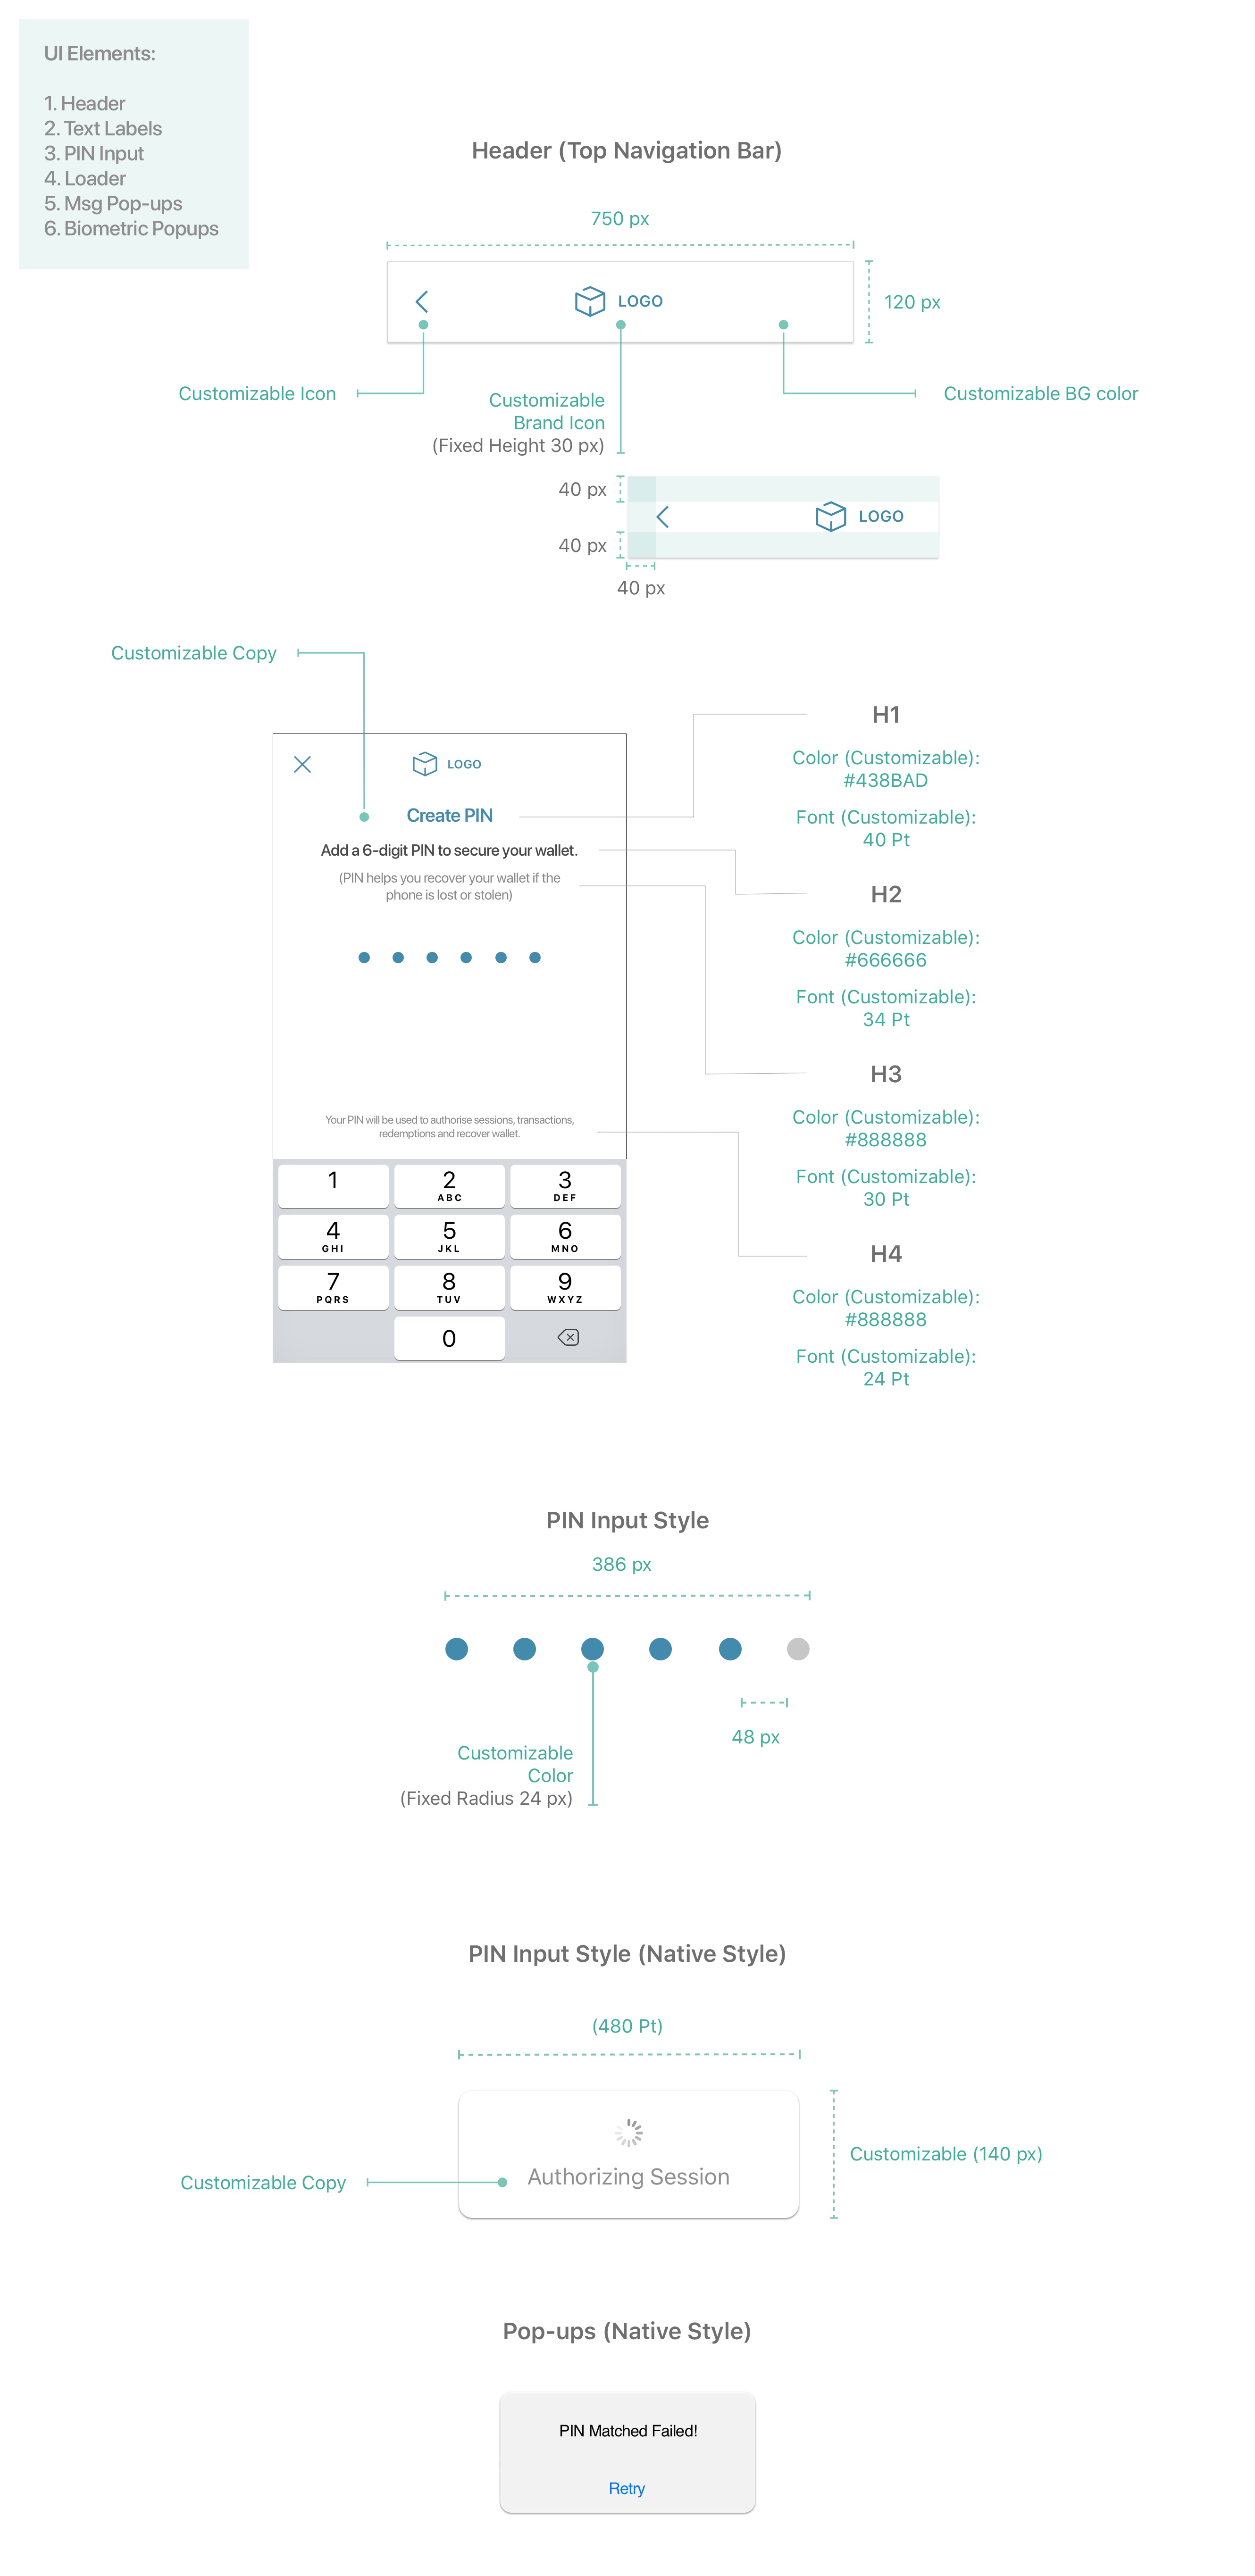 UI Elements:
1. Header
2. Text Labels
3. PIN Input
4. Loader
5. Msg Pop-ups
6. Biometric Popups
Header (Top Navigation Bar)
750 px
LOGO
120 px
Customizable Icon
Customizable
Brand Icon
(Fixed Height 30 px)
Customizable BG color
40 px
LOGO
40 px
40 px
Customizable Copy
LOGO
Create PIN
Add a 6-digit PIN to secure your wallet.
(PIN helps you recover your wallet if the
phone is lost or stolen)
Your PIN will be used to authorise sessions, transactions,
redemptions and recover wallet.
1
2
ABC
3
DEF
4
GHI
5
JKL
6
MNO
7
PQRS
8
TUV
9
WXYZ
0
H1
Color (Customizable):
#438BAD
Font (Customizable):
40 Pt
H2
Color (Customizable):
#666666
Font (Customizable):
34 Pt
H3
Color (Customizable):
#888888
Font (Customizable):
30 Pt
H4
Color (Customizable):
#888888
Font (Customizable):
24 Pt
PIN Input Style
386 px
48 px
Customizable
Color
(Fixed Radius 24 px)
PIN Input Style (Native Style)
(480 Pt)
Authorizing Session
Customizable (140 px)
Customizable Copy
Pop-ups (Native Style)
PIN Matched Failed!
Retry